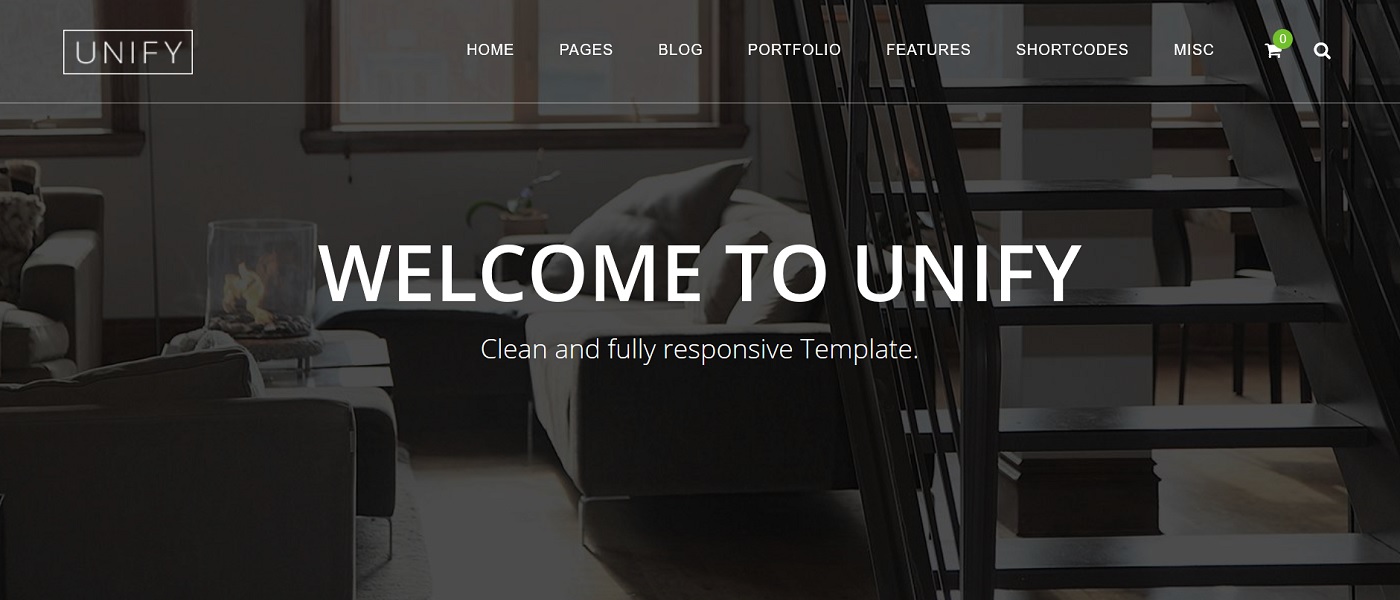 UNIFY
HOME PAGES BLOG PORTFOLIO FEATURES SHORTCODES MISC 0
WELCOME TO UNIFY
Clean and fully responsive Template.